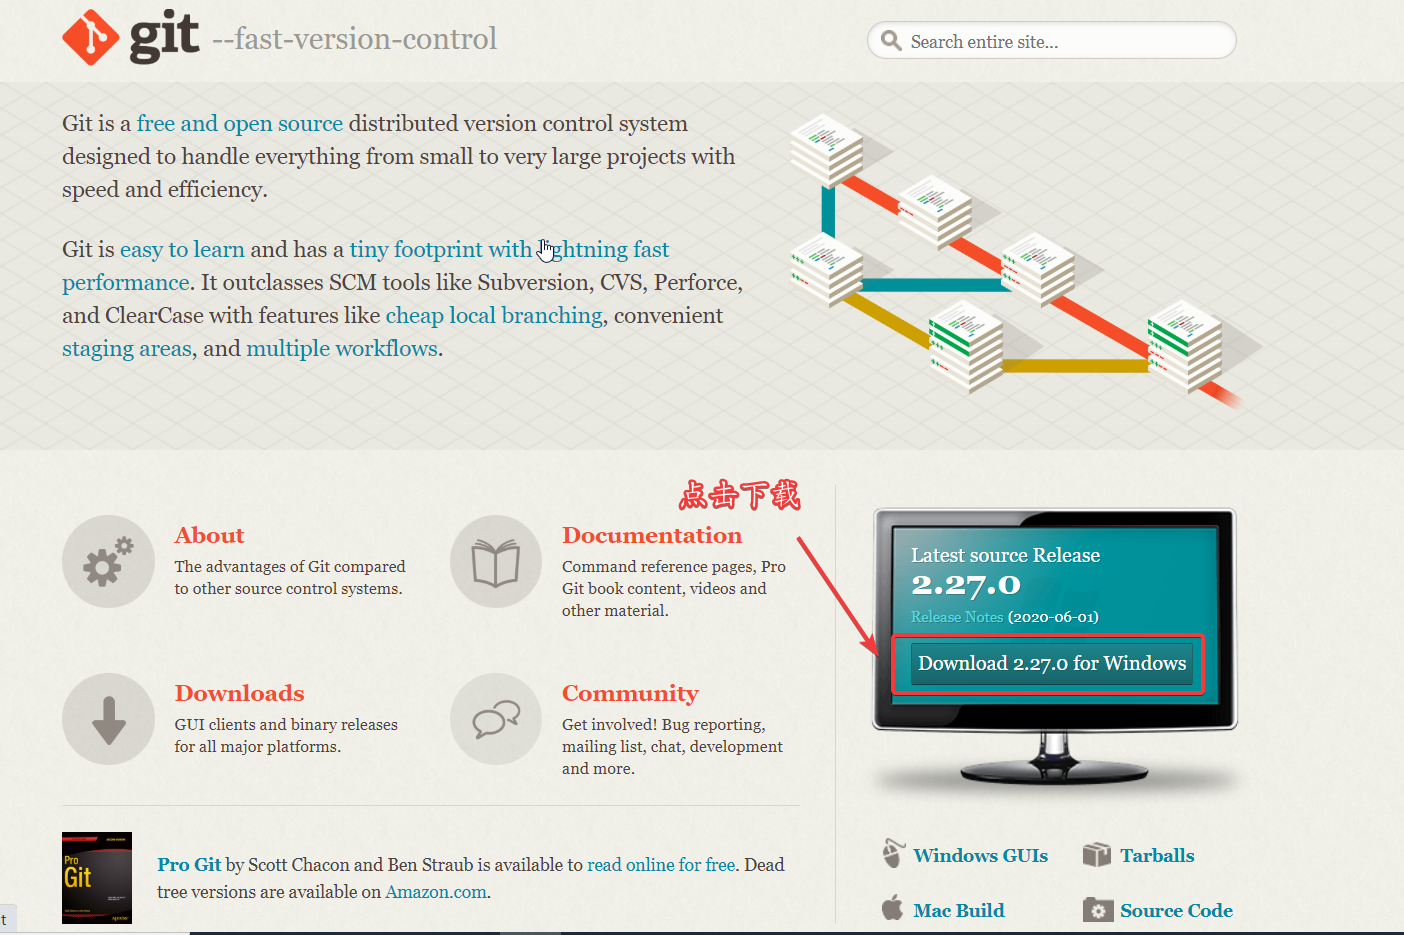 git --fast-version-control
Search entire site...
Git is a free and open source distributed version control system
designed to handle everything from small to very large projects with
speed and efficiency.
Git is easy to learn and has a tiny footprint with lightning fast
performance. It outclasses SCM tools like Subversion, CVS, Perforce,
and ClearCase with features like cheap local branching, convenient
staging areas, and multiple workflows.
点击下载
About
The advantages of Git compared
to other source control systems.
Documentation
Command reference pages, Pro
Git book content, videos and
other material.
Downloads
GUI clients and binary releases
for all major platforms.
Community
Get involved! Bug reporting,
mailing list, chat, development
and more.
Latest source Release
2.27.0
Release Notes (2020-06-01)
Download 2.27.0 for Windows
Pro
Git
Pro Git by Scott Chacon and Ben Straub is available to read online for free. Dead
tree versions are available on Amazon.com.
Windows GUIs
Tarballs
Mac Build
Source Code
t